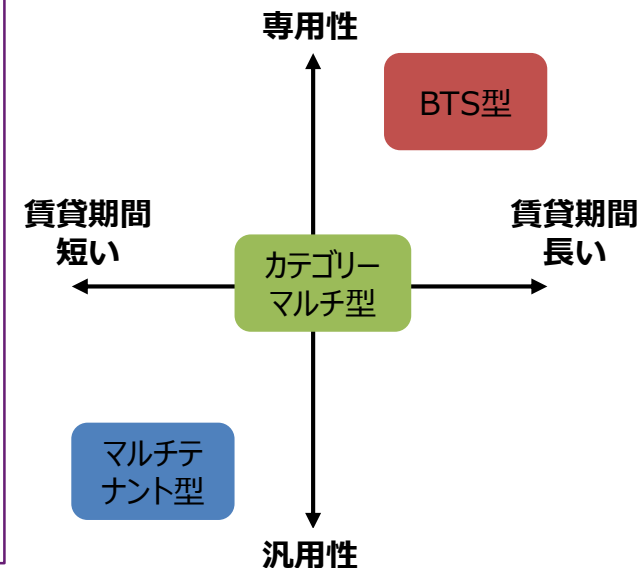 専用性
BTS型
賃貸期間
短い
賃貸期間
長い
カテゴリー
マルチ型
マルチテ
ナント型
汎用性